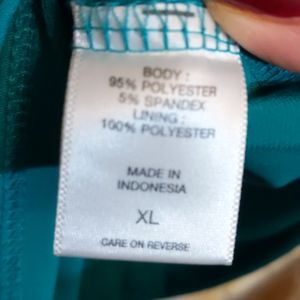 BODY:
95% POLYESTER
5% SPANDEX
LINING:
100% POLYESTER
MADE IN
INDONESIA
XL
CARE ON REVERSE